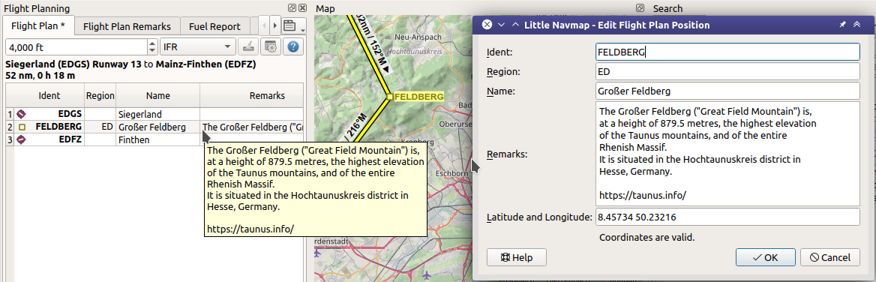 Flight Planning
Flight Plan *
Flight Plan Remarks
Fuel Report
4,000 ft
IFR
Siegerland (EDGS) Runway 13 to Mainz-Finthen (EDFZ)
52 nm, 0 h 18 m
Ident Region Name Remarks
1 EDGS Siegerland
2 FELDBERG ED Großer Feldberg The Großer Feldberg ("G
3 EDFZ Finthen
The Großer Feldberg ("Great Field Mountain") is,
at a height of 879.5 metres, the highest elevation
of the Taunus mountains, and of the entire
Rhenish Massif.
It is situated in the Hochtaunuskreis district in
Hesse, Germany.
https://taunus.info/
Map
2nm / 152°M
Neu-Anspach
Hochtaunuskreis
FELDBERG
216°M
Oberurse
Kronberg
Eschborn
rdenstadt
Search
Little Navmap - Edit Flight Plan Position
Ident:
FELDBERG
Region:
ED
Name:
Großer Feldberg
Remarks:
The Großer Feldberg ("Great Field Mountain") is,
at a height of 879.5 metres, the highest elevation
of the Taunus mountains, and of the entire
Rhenish Massif.
It is situated in the Hochtaunuskreis district in
Hesse, Germany.
https://taunus.info/
Latitude and Longitude:
8.45734 50.23216
Coordinates are valid.
Help
OK
Cancel